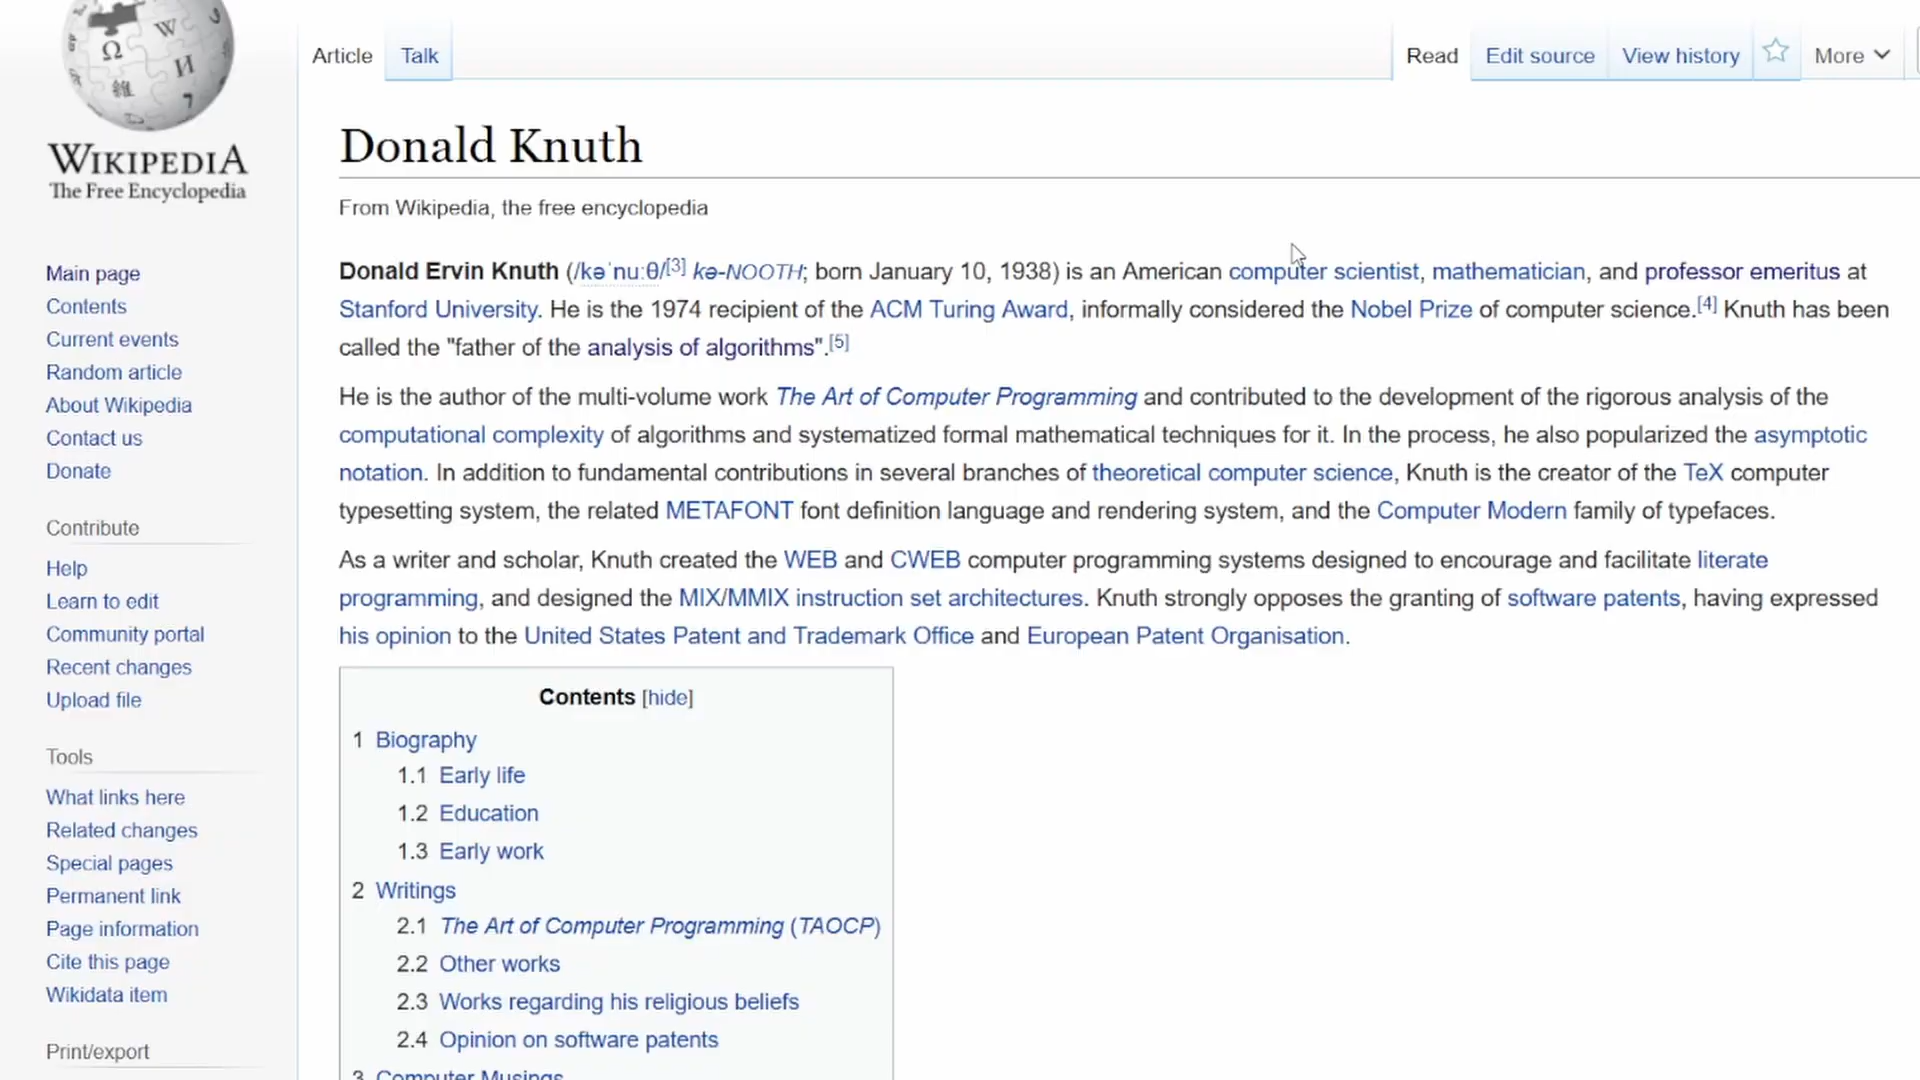 Article
Talk
Read
Edit source
View history
More
WIKIPEDIA
The Free Encyclopedia
Main page
Contents
Current events
Random article
About Wikipedia
Contact us
Donate
Contribute
Help
Learn to edit
Community portal
Recent changes
Upload file
Tools
What links here
Related changes
Special pages
Permanent link
Page information
Cite this page
Wikidata item
Print/export
Donald Knuth
From Wikipedia, the free encyclopedia
Donald Ervin Knuth (/kəˈnuːθ/[3] kə-NOOTH; born January 10, 1938) is an American computer scientist, mathematician, and professor emeritus at
Stanford University. He is the 1974 recipient of the ACM Turing Award, informally considered the Nobel Prize of computer science.[4] Knuth has been
called the "father of the analysis of algorithms".[5]
He is the author of the multi-volume work The Art of Computer Programming and contributed to the development of the rigorous analysis of the
computational complexity of algorithms and systematized formal mathematical techniques for it. In the process, he also popularized the asymptotic
notation. In addition to fundamental contributions in several branches of theoretical computer science, Knuth is the creator of the TeX computer
typesetting system, the related METAFONT font definition language and rendering system, and the Computer Modern family of typefaces.
As a writer and scholar, Knuth created the WEB and CWEB computer programming systems designed to encourage and facilitate literate
programming, and designed the MIX/MMIX instruction set architectures. Knuth strongly opposes the granting of software patents, having expressed
his opinion to the United States Patent and Trademark Office and European Patent Organisation.
Contents [hide]
1 Biography
1.1 Early life
1.2 Education
1.3 Early work
2 Writings
2.1 The Art of Computer Programming (TAOCP)
2.2 Other works
2.3 Works regarding his religious beliefs
2.4 Opinion on software patents
3 Computer Musings